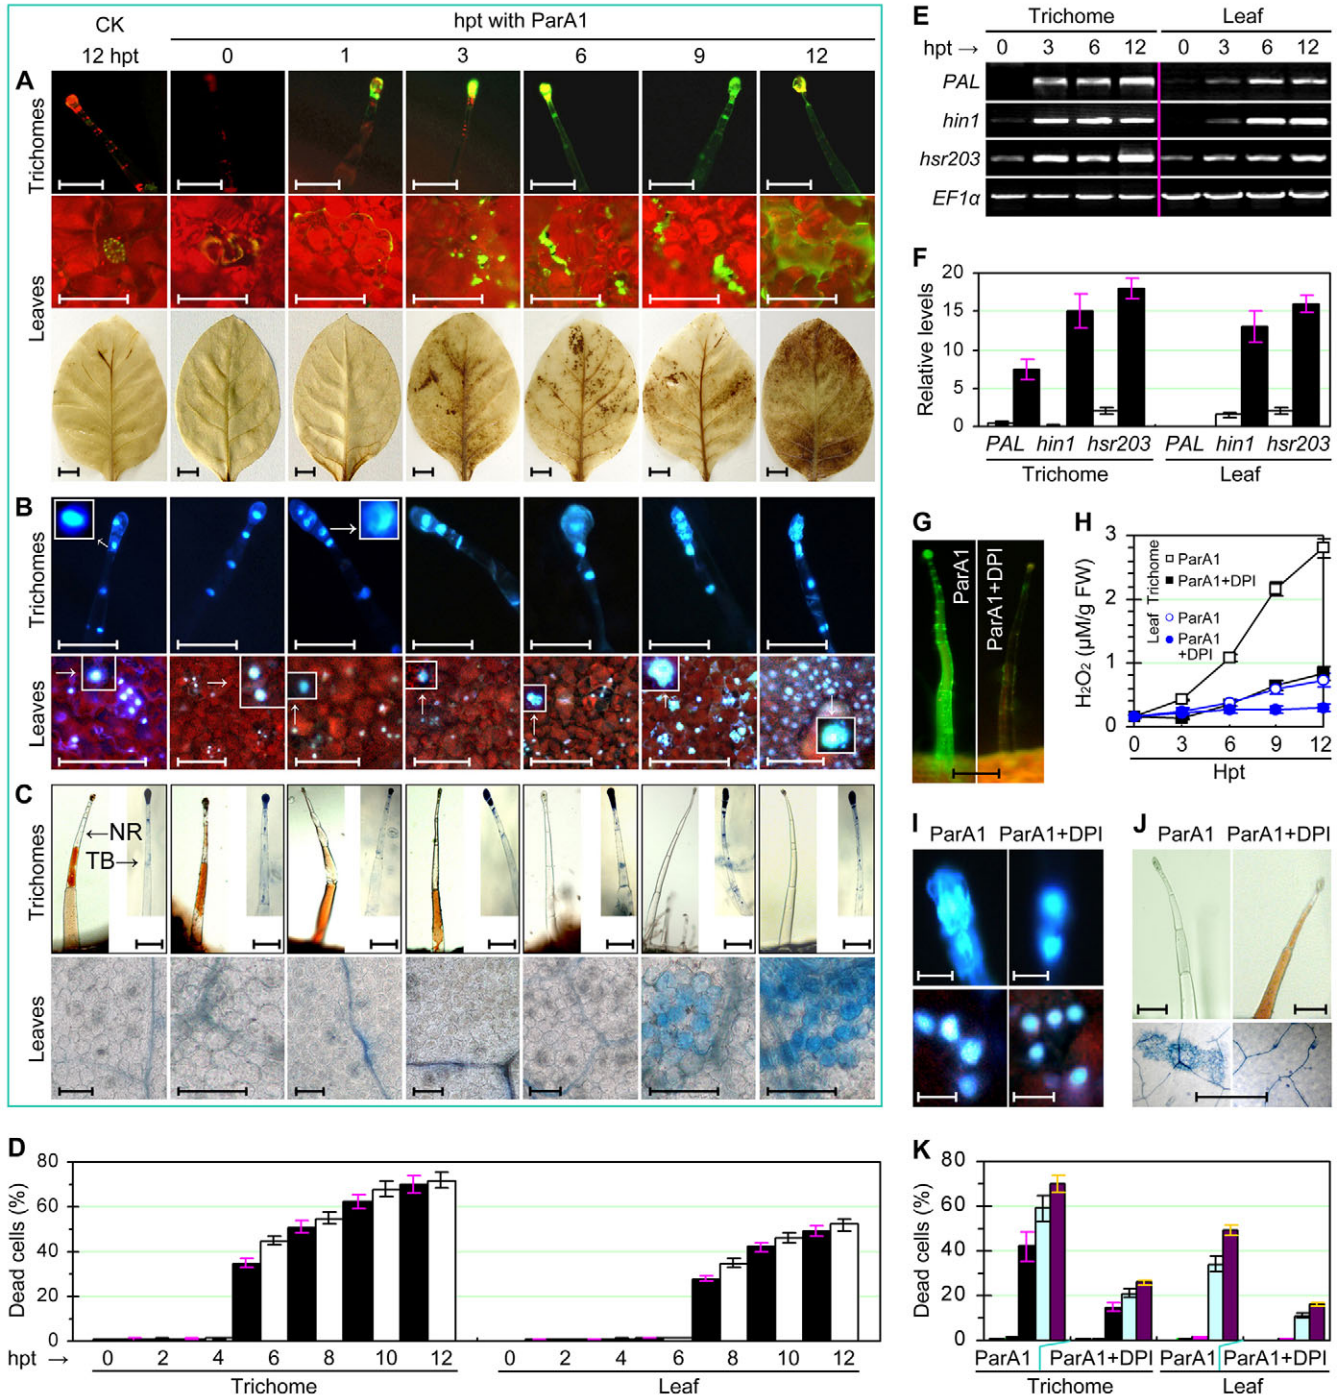 CK
hpt with ParA1
12 hpt 0 1 3 6 9 12
A
Trichomes
Leaves
B
Trichomes
Leaves
C
←NR
TB→
Trichomes
Leaves
D
Dead cells (%)
80
60
40
20
0
hpt → 0 2 4 6 8 10 12 0 2 4 6 8 10 12
Trichome Leaf
E
Trichome Leaf
hpt → 0 3 6 12 0 3 6 12
PAL
hin1
hsr203
EF1α
F
Relative levels
20
15
10
5
0
PAL hin1 hsr203 PAL hin1 hsr203
Trichome Leaf
G
ParA1
ParA1+DPI
H
H₂O₂ (µM/g FW)
3
2
1
0
Trichome
ParA1
ParA1+DPI
Leaf
ParA1
ParA1
+DPI
0 3 6 9 12
Hpt
I
ParA1 ParA1+DPI
J
ParA1 ParA1+DPI
K
Dead cells (%)
80
60
40
20
0
ParA1 ParA1+DPI ParA1 ParA1+DPI
Trichome Leaf